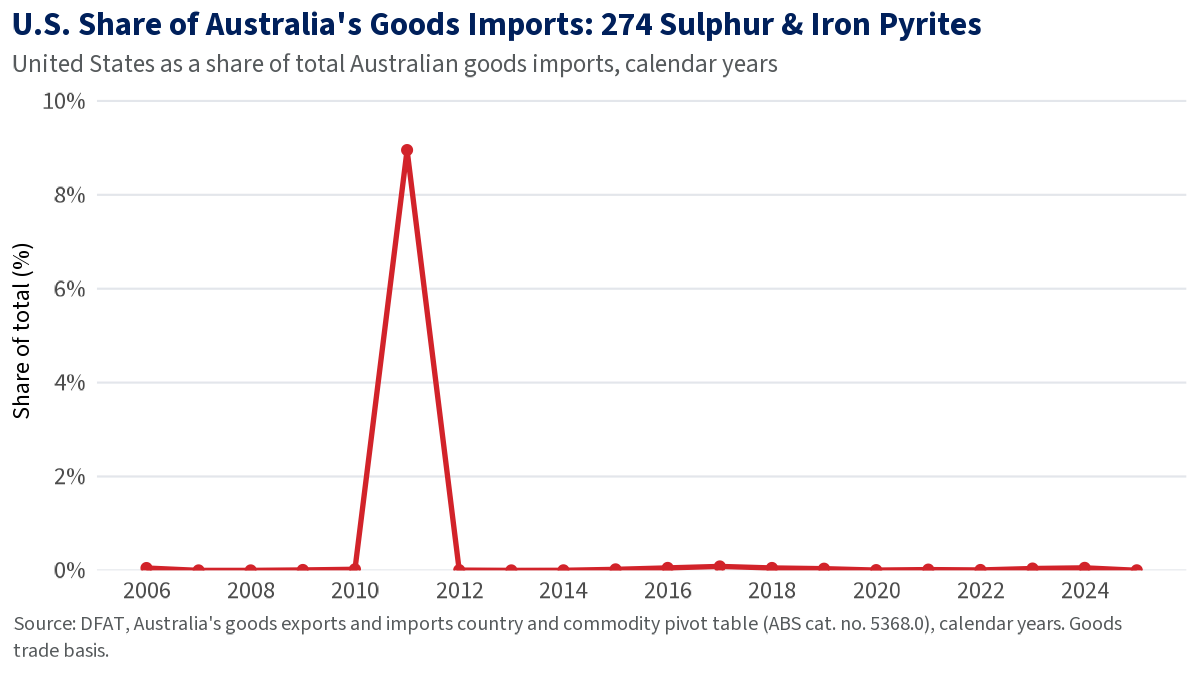 U.S. Share of Australia's Goods Imports: 274 Sulphur & Iron Pyrites
United States as a share of total Australian goods imports, calendar years
Share of total (%)
10%
8%
6%
4%
2%
0%
2006 2008 2010 2012 2014 2016 2018 2020 2022 2024
Source: DFAT, Australia's goods exports and imports country and commodity pivot table (ABS cat. no. 5368.0), calendar years. Goods
trade basis.